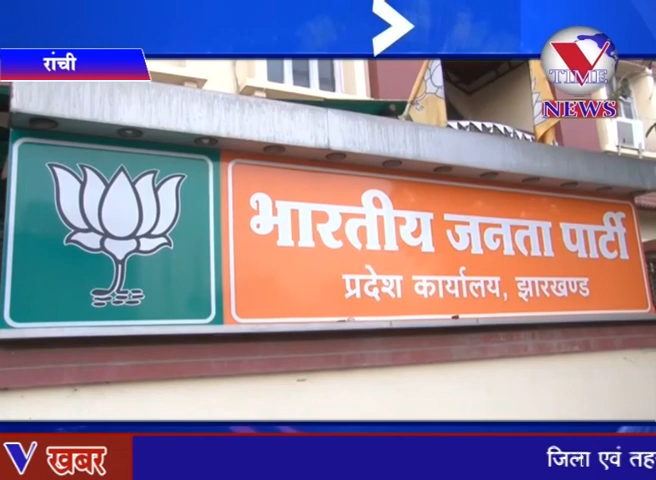 रांची
V
TIME
NEWS
भारतीय जनता पार्टी
प्रदेश कार्यालय, झारखण्ड
V खबर
जिला एवं तह